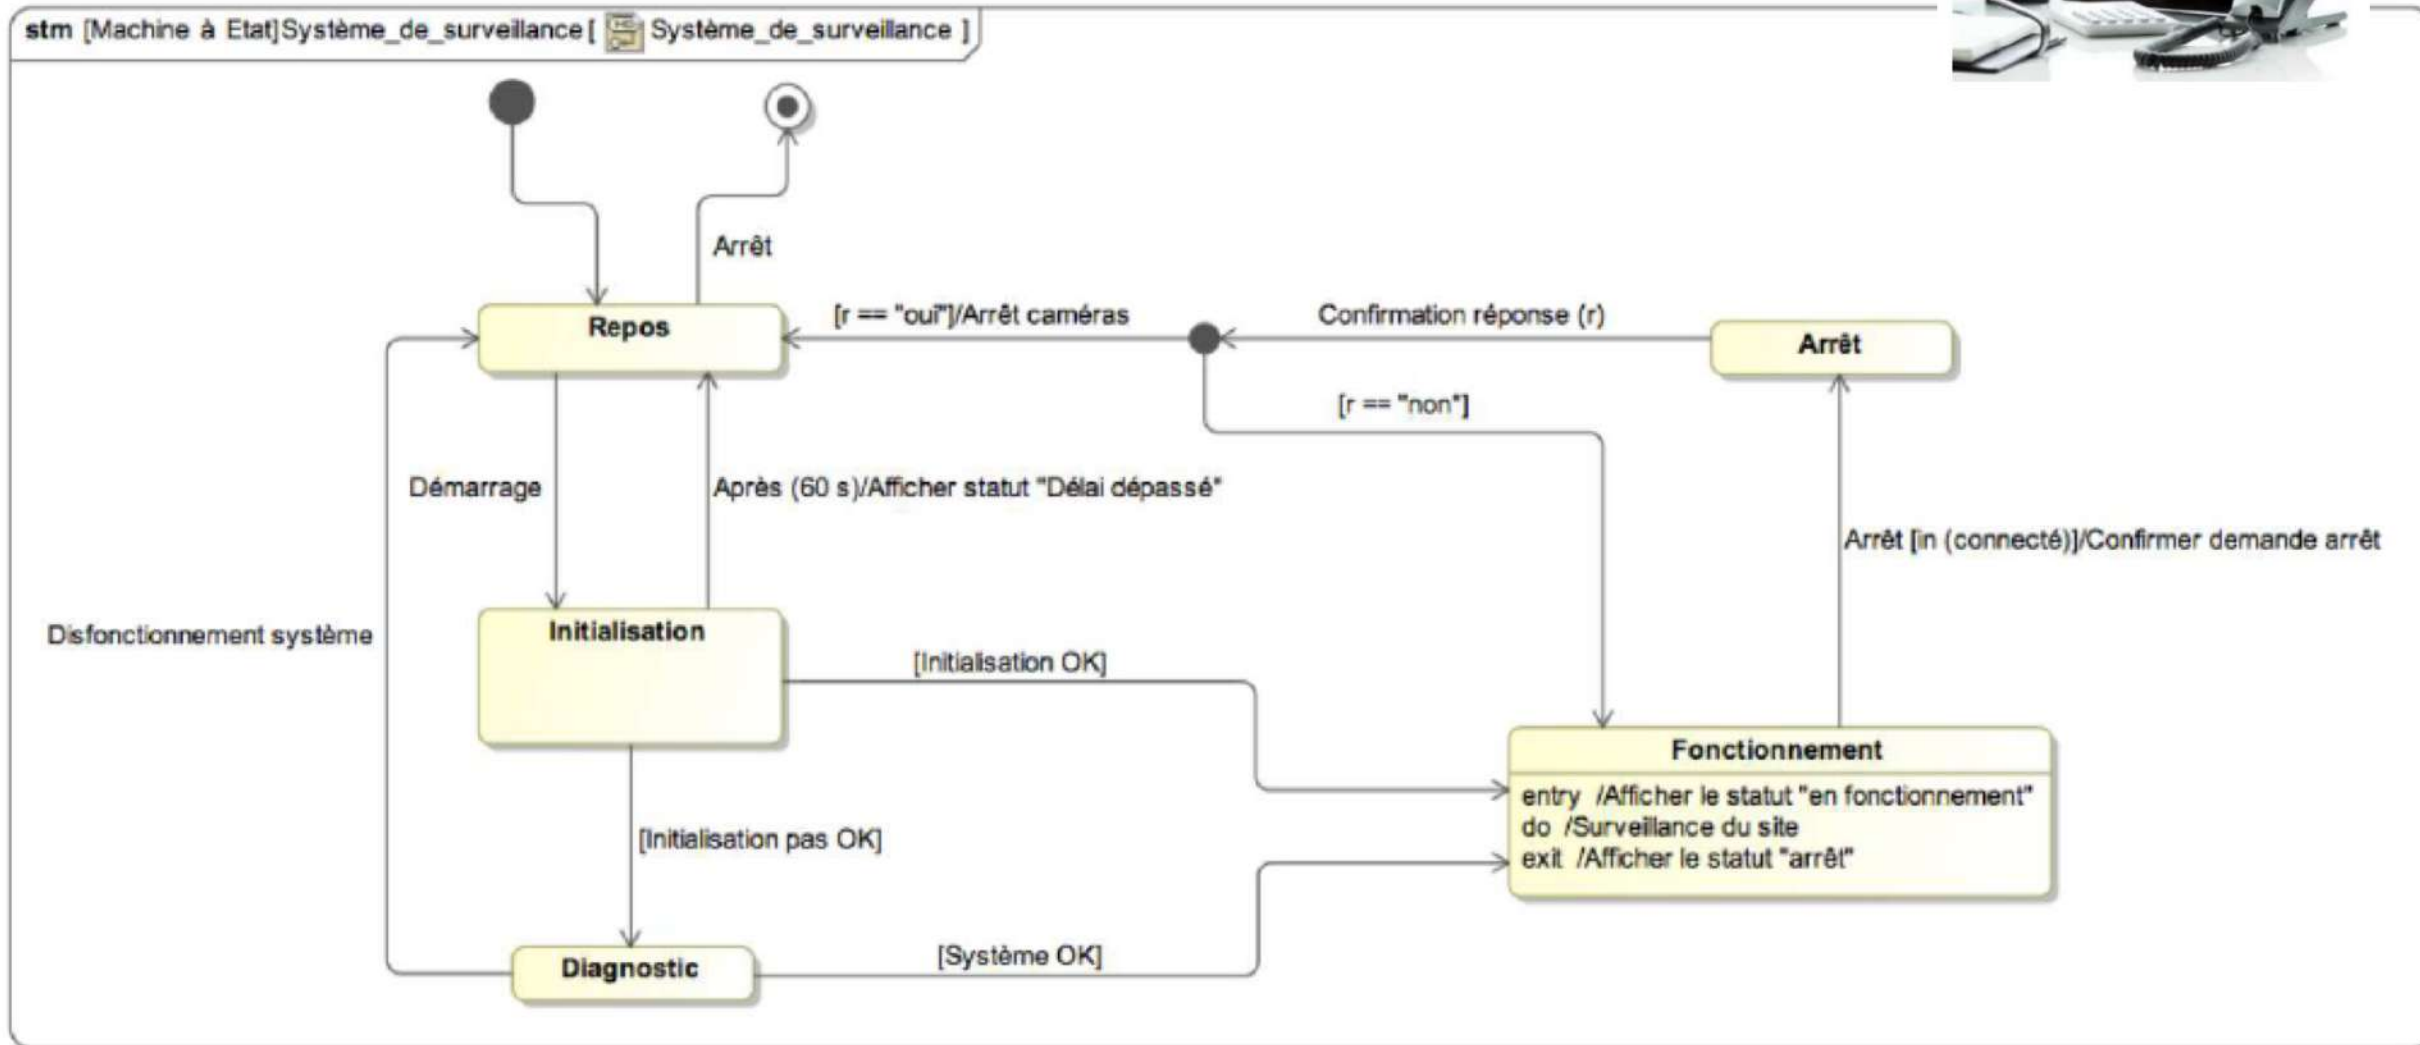 stm [Machine à Etat]Système_de_surveillance[ Système_de_surveillance ]
Arrêt
Repos
[r == "oui"]/Arrêt caméras
Confirmation réponse (r)
Arrêt
[r == "non"]
Démarrage
Après (60 s)/Afficher statut "Délai dépassé"
Arrêt [in (connecté)]/Confirmer demande arrêt
Disfonctionnement système
Initialisation
[Initialisation OK]
Fonctionnement
entry /Afficher le statut "en fonctionnement"
do /Surveillance du site
exit /Afficher le statut "arrêt"
[Initialisation pas OK]
Diagnostic
[Système OK]